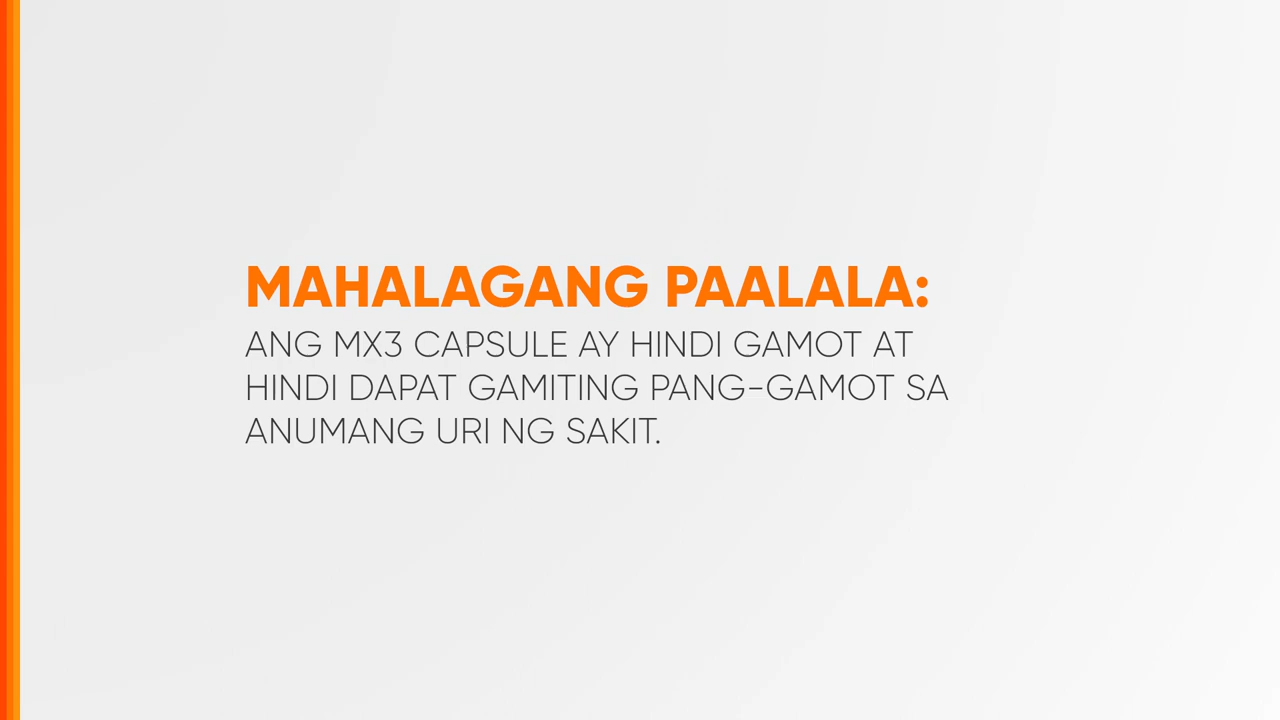 MAHALAGANG PAALALA:
ANG MX3 CAPSULE AY HINDI GAMOT AT
HINDI DAPAT GAMITING PANG-GAMOT SA
ANUMANG URI NG SAKIT.